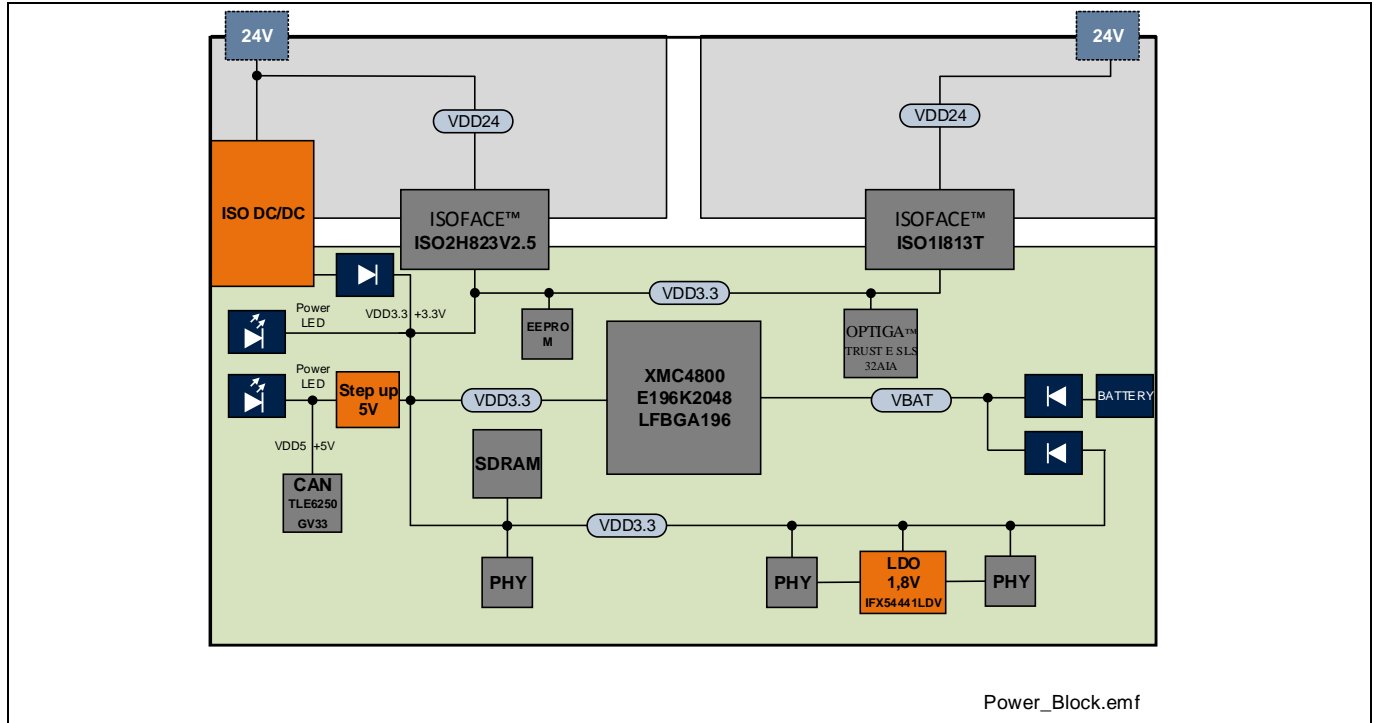 24V
24V
VDD24
VDD24
ISO DC/DC
ISOFACE™
ISO2H823V2.5
ISOFACE™
ISO1I813T
Power
LED
VDD3.3
+3.3V
VDD3.3
EEPRO
M
OPTIGA™
TRUST E SLS
32AIA
XMC4800
E196K2048
LFBGA196
Power
LED
Step up
5V
VDD3.3
VBAT
BATTERY
VDD5
+5V
CAN
TLE6250
GV33
SDRAM
VDD3.3
PHY
PHY
LDO
1,8V
IFX54441LDV
PHY
Power_Block.emf